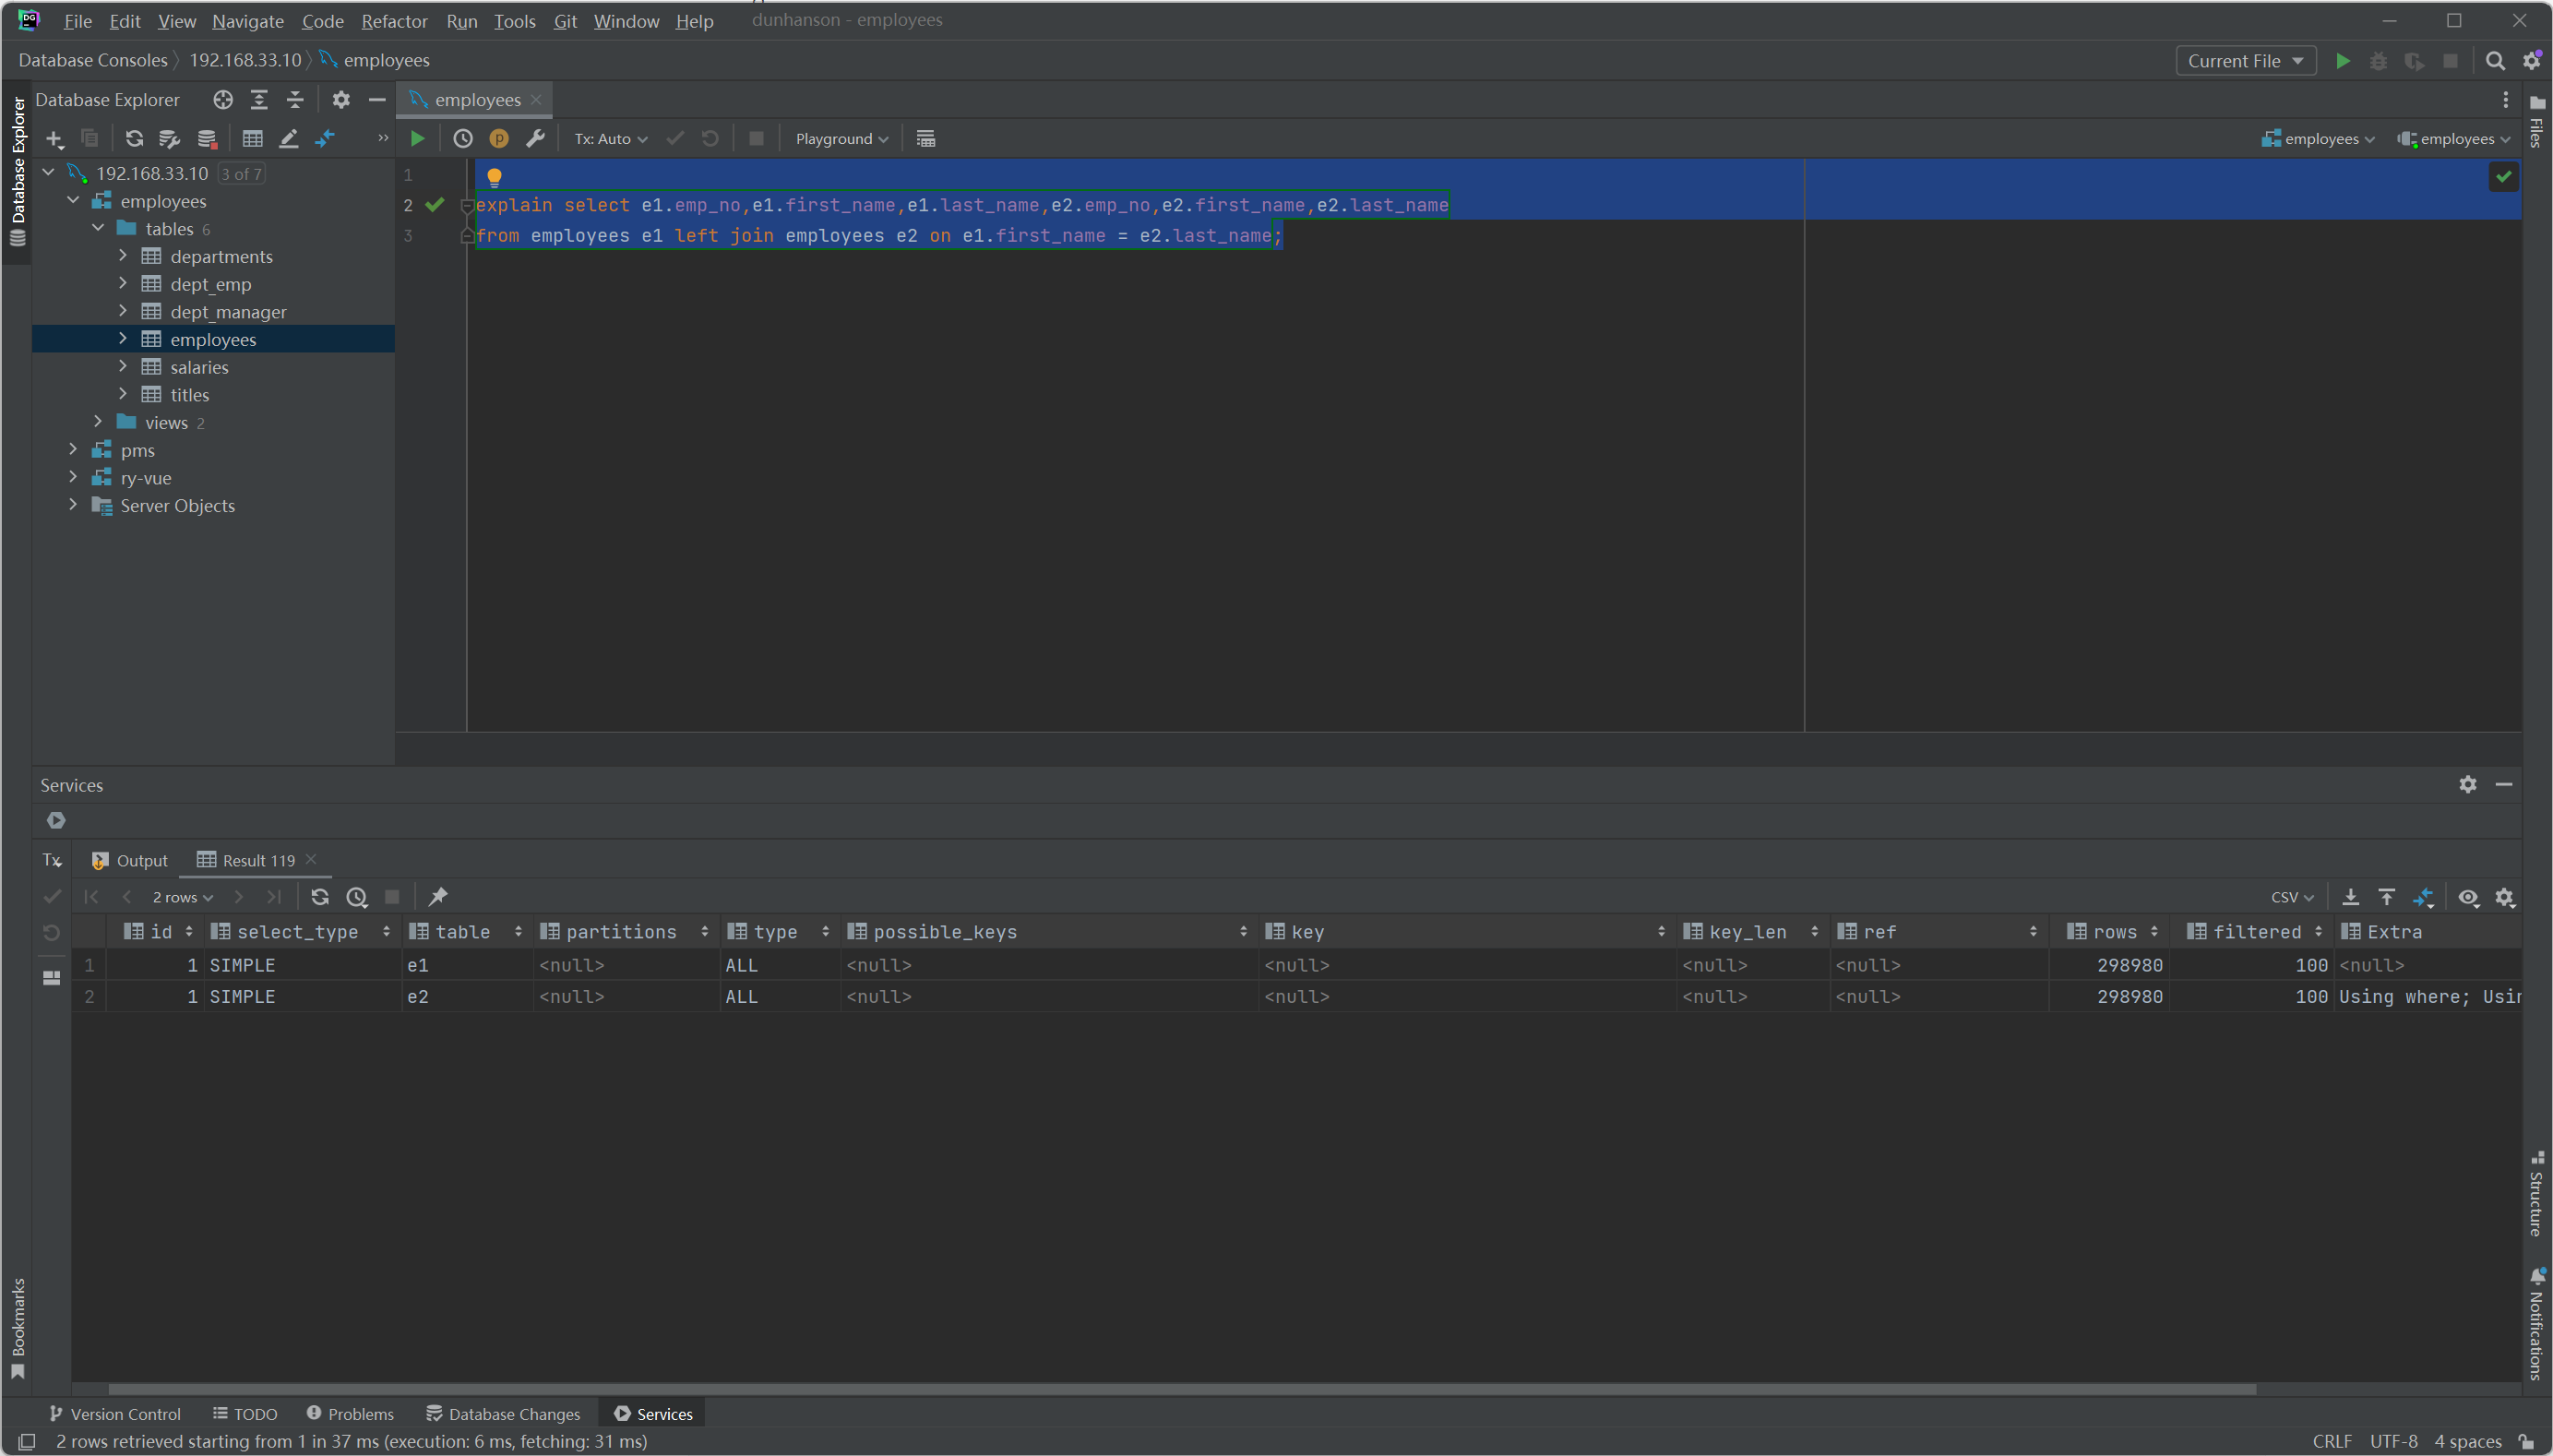 File Edit View Navigate Code Refactor Run Tools Git Window Help dunhanson - employees
Database Consoles 192.168.33.10 employees Current File
Database Explorer employees
Tx: Auto Playground employees employees
Database Explorer
Files
192.168.33.10 3 of 7
employees
tables 6
departments
dept_emp
dept_manager
employees
salaries
titles
views 2
pms
ry-vue
Server Objects
1
2 explain select e1.emp_no,e1.first_name,e1.last_name,e2.emp_no,e2.first_name,e2.last_name
3 from employees e1 left join employees e2 on e1.first_name = e2.last_name;
Services
Tx Output Result 119
2 rows CSV
id select_type table partitions type possible_keys key key_len ref rows filtered Extra
1 1 SIMPLE e1 <null> ALL <null> <null> <null> <null> 298980 100 <null>
2 1 SIMPLE e2 <null> ALL <null> <null> <null> <null> 298980 100 Using where;
Structure
Notifications
Bookmarks
Version Control TODO Problems Database Changes Services
2 rows retrieved starting from 1 in 37 ms (execution: 6 ms, fetching: 31 ms) CRLF UTF-8 4 spaces